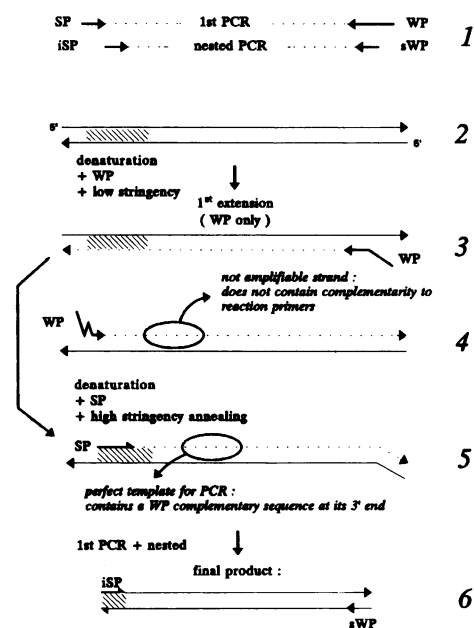 SP 1st PCR WP
iSP nested PCR sWP 1
5' 5' 2
denaturation
+ WP
+ low stringency
1st extension
( WP only )
WP 3
not amplifiable strand :
does not contain complementarity to
reaction primers
WP 4
denaturation
+ SP
+ high stringency annealing
SP 5
perfect template for PCR :
contains a WP complementary sequence at its 3' end
1st PCR + nested
final product :
iSP
6
sWP